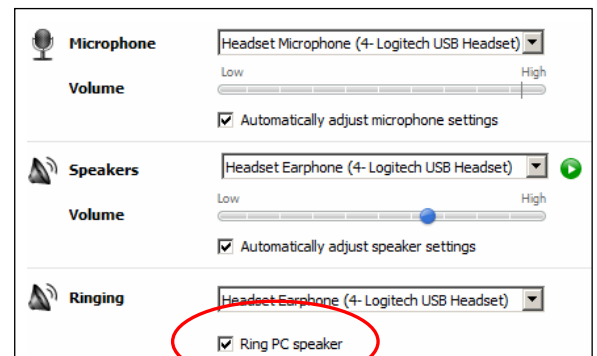 Microphone Headset Microphone (4- Logitech USB Headset)
Low High
Volume
Automatically adjust microphone settings
Speakers Headset Earphone (4- Logitech USB Headset)
Low High
Volume
Automatically adjust speaker settings
Ringing Headset Earphone (4- Logitech USB Headset)
Ring PC speaker